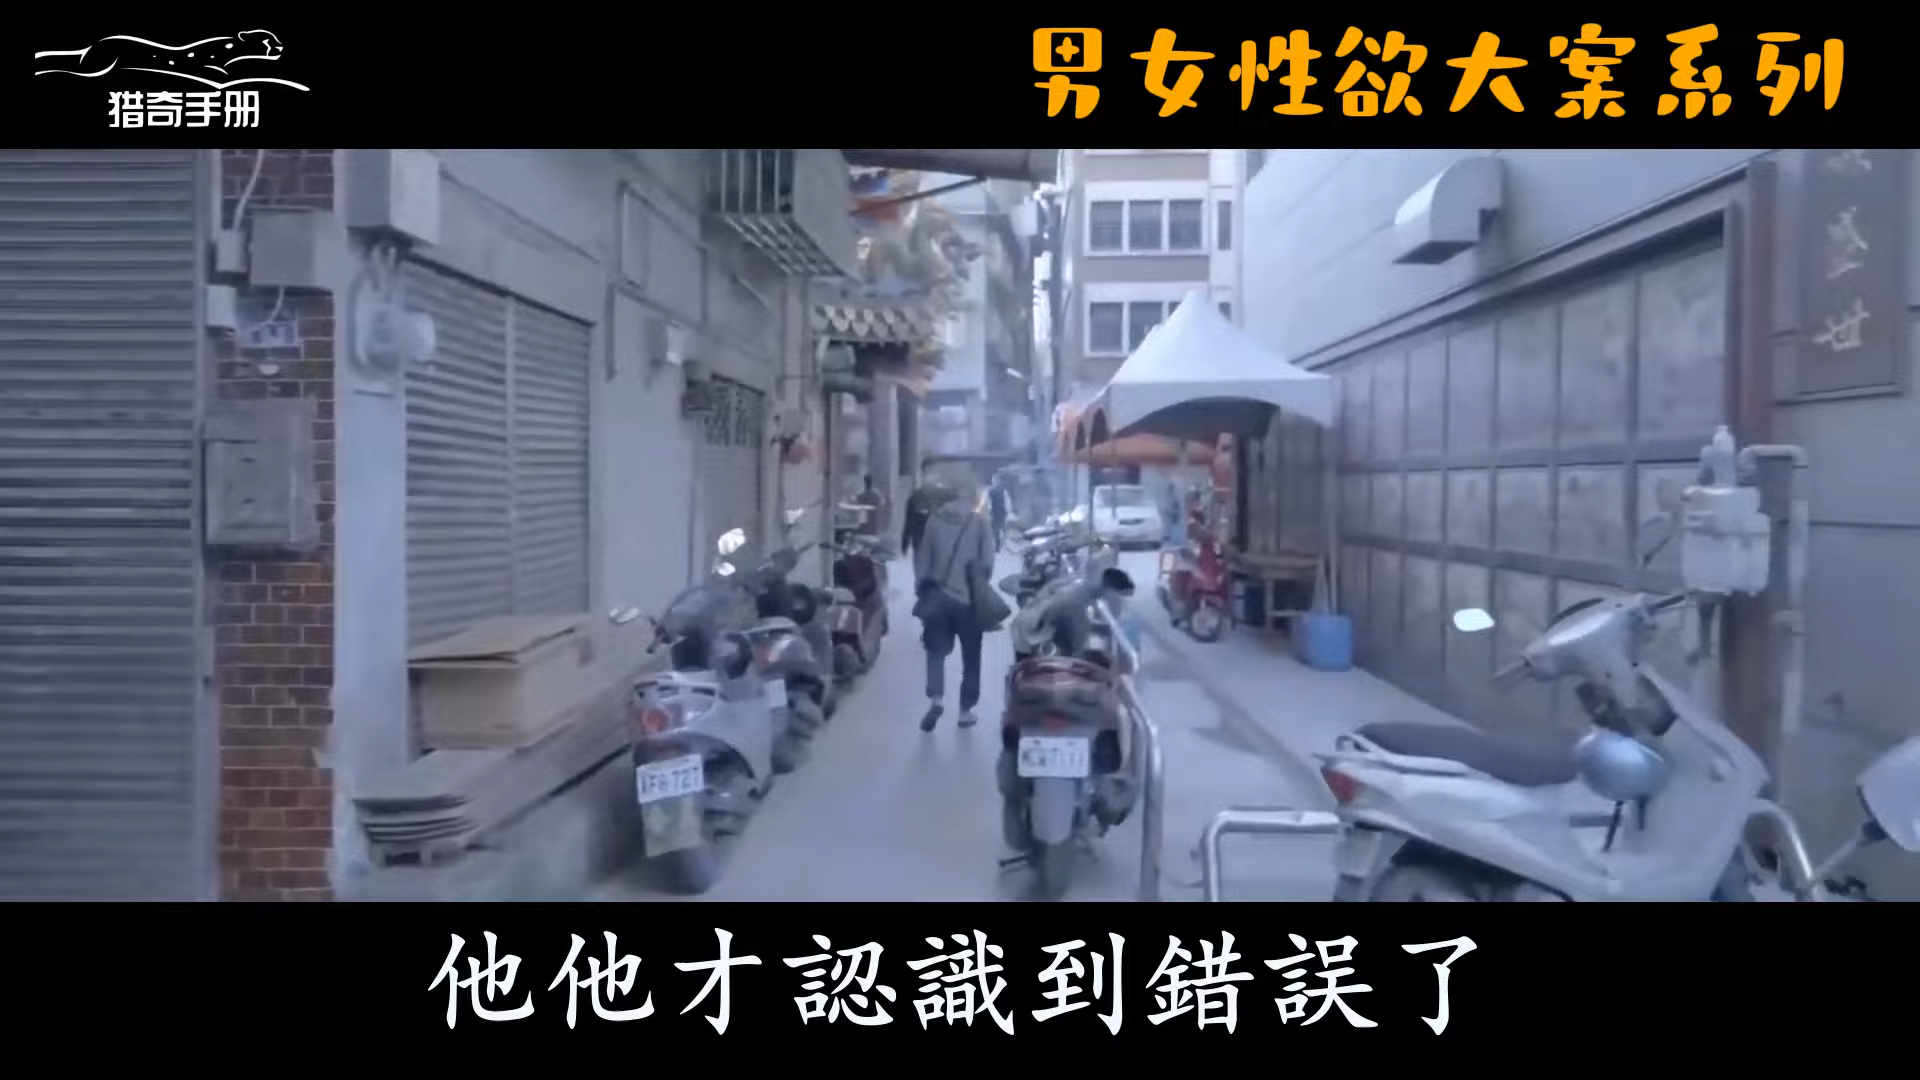 猎奇手册
男女性欲大案系列
他他才認識到錯誤了